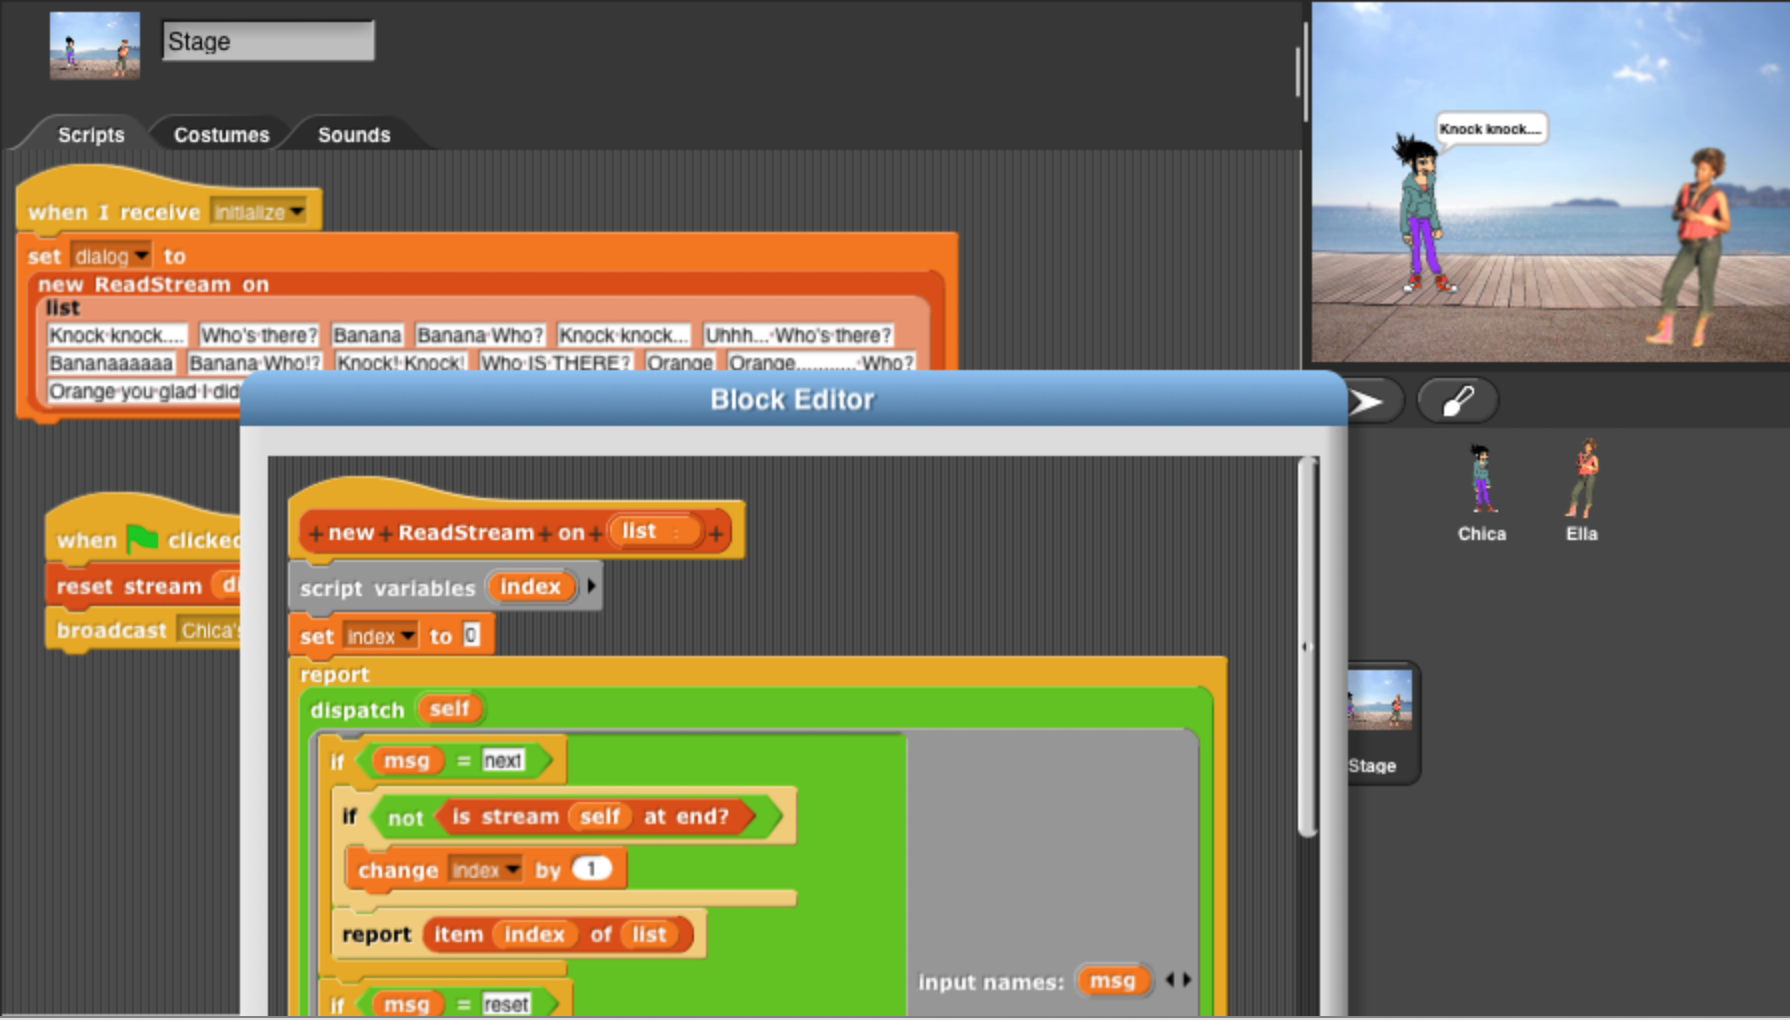 Stage
Scripts Costumes Sounds
when I receive initialize
set dialog to
new ReadStream on
list
Knock knock.... Who's there? Banana Banana Who? Knock knock... Uhhh... Who's there?
Bananaaaaaa Banana Who!? Knock! Knock! Who IS THERE? Orange Orange.......... Who?
Orange you glad I did
when clicked
reset stream
broadcast Chica's
Block Editor
+ new + ReadStream + on + list : +
script variables index
set index to 0
report
dispatch self
if msg = next
if not is stream self at end?
change index by 1
report item index of list
input names: msg
if msg = reset
Knock knock....
Chica Ella
Stage